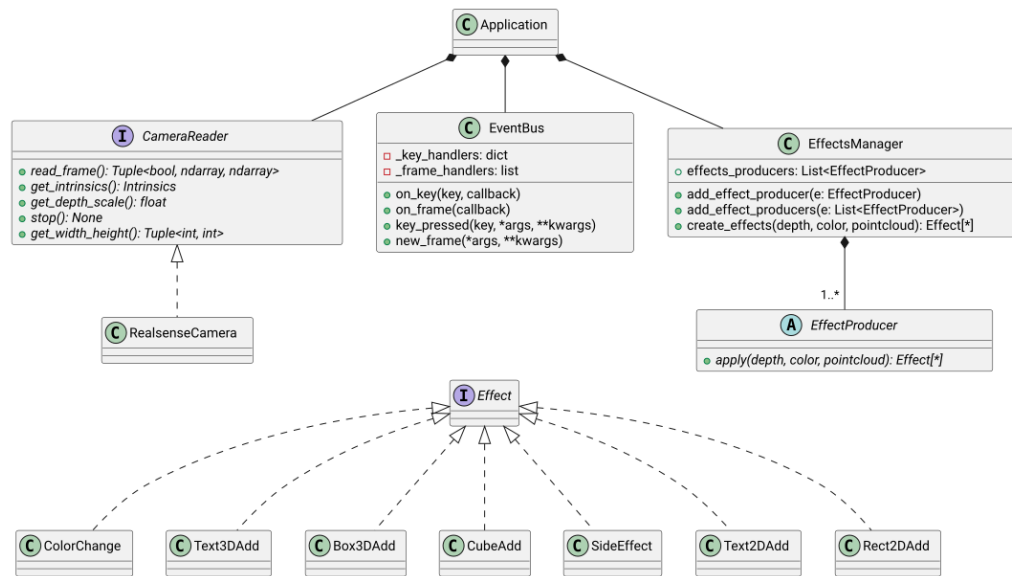 C Application
I CameraReader
read_frame(): Tuple<bool, ndarray, ndarray>
get_intrinsics(): Intrinsics
get_depth_scale(): float
stop(): None
get_width_height(): Tuple<int, int>
C EventBus
_key_handlers: dict
_frame_handlers: list
on_key(key, callback)
on_frame(callback)
key_pressed(key, *args, **kwargs)
new_frame(*args, **kwargs)
C EffectsManager
effects_producers: List<EffectProducer>
add_effect_producer(e: EffectProducer)
add_effect_producers(e: List<EffectProducer>)
create_effects(depth, color, pointcloud): Effect[*]
1..*
C RealsenseCamera
A EffectProducer
apply(depth, color, pointcloud): Effect[*]
I Effect
C ColorChange
C Text3DAdd
C Box3DAdd
C CubeAdd
C SideEffect
C Text2DAdd
C Rect2DAdd